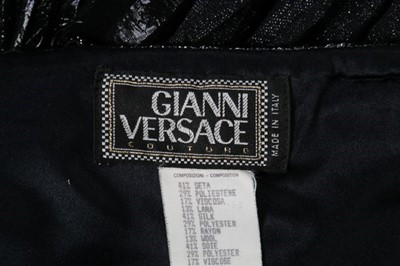 GIANNI
VERSACE
COUTURE
MADE IN ITALY
COMPOSIZIONI - COMPOSITION
41% SETA
29% POLIESTERE
17% VISCOSA
13% LANA
41% SILK
29% POLYESTER
17% RAYON
13% WOOL
41% SOIE
29% POLYESTER
17% VISCOSE